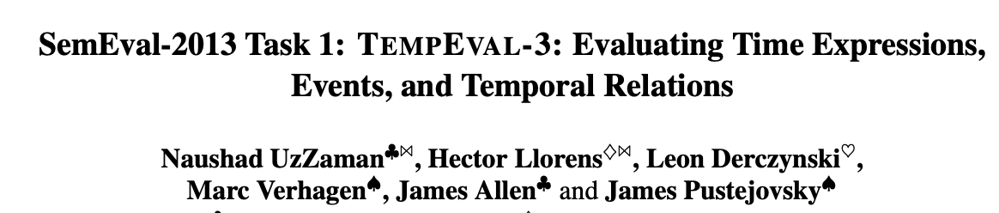 SemEval-2013 Task 1: TEMPEVAL-3: Evaluating Time Expressions,
Events, and Temporal Relations
Naushad UzZaman♣⋈, Hector Llorens♢⋈, Leon Derczynski♡,
Marc Verhagen♠, James Allen♣ and James Pustejovsky♠